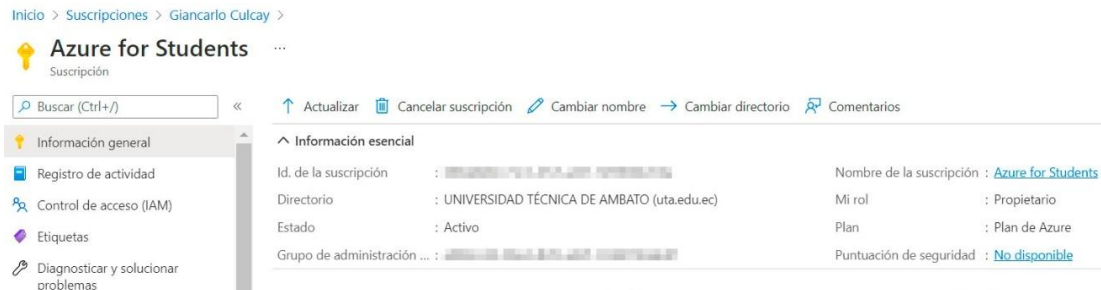 Inicio > Suscripciones > Giancarlo Culcay >
Azure for Students ...
Suscripción
Buscar (Ctrl+/) «
Información general
Registro de actividad
Control de acceso (IAM)
Etiquetas
Diagnosticar y solucionar
problemas
Actualizar Cancelar suscripción Cambiar nombre Cambiar directorio Comentarios
Información esencial
Id. de la suscripción :
Directorio : UNIVERSIDAD TÉCNICA DE AMBATO (uta.edu.ec)
Estado : Activo
Grupo de administración ... :
Nombre de la suscripción : Azure for Students
Mi rol : Propietario
Plan : Plan de Azure
Puntuación de seguridad : No disponible